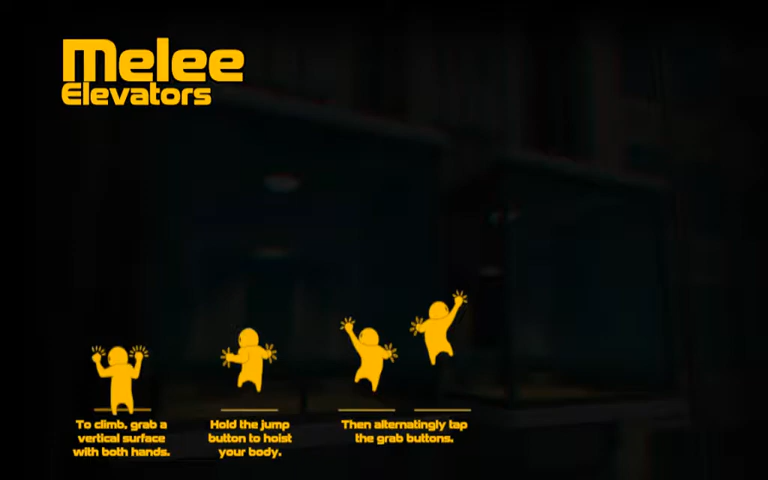 Melee
Elevators
To climb, grab a
vertical surface
with both hands.
Hold the jump
button to hoist
your body.
Then alternatingly tap
the grab buttons.